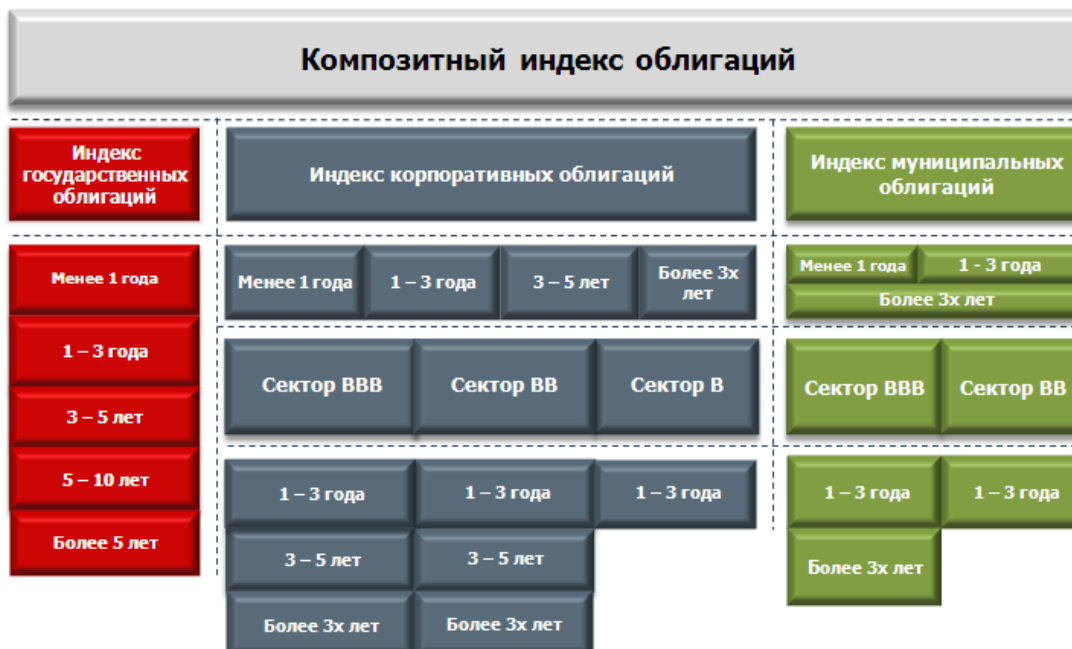 Композитный индекс облигаций
Индекс
государственных
облигаций
Индекс корпоративных облигаций
Индекс муниципальных
облигаций
Менее 1 года
1 – 3 года
3 – 5 лет
5 – 10 лет
Более 5 лет
Менее 1 года
1 – 3 года
3 – 5 лет
Более 3х
лет
Сектор BBB
Сектор BB
Сектор B
1 – 3 года
1 – 3 года
1 – 3 года
3 – 5 лет
3 – 5 лет
Более 3х лет
Более 3х лет
Менее 1 года
1 - 3 года
Более 3х лет
Сектор BBB
Сектор BB
1 – 3 года
1 – 3 года
Более 3х лет